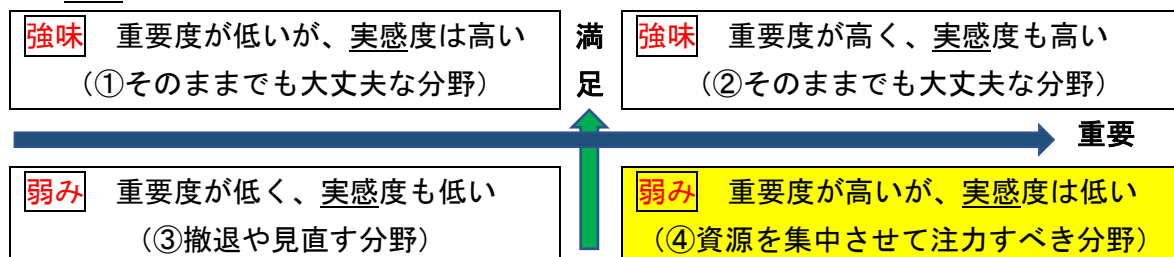 強味 重要度が低いが、実感度は高い
(①そのままでも大丈夫な分野)
満足
強味 重要度が高く、実感度も高い
(②そのままでも大丈夫な分野)
重要
弱み 重要度が低く、実感度も低い
(③撤退や見直す分野)
弱み 重要度が高いが、実感度は低い
(④資源を集中させて注力すべき分野)